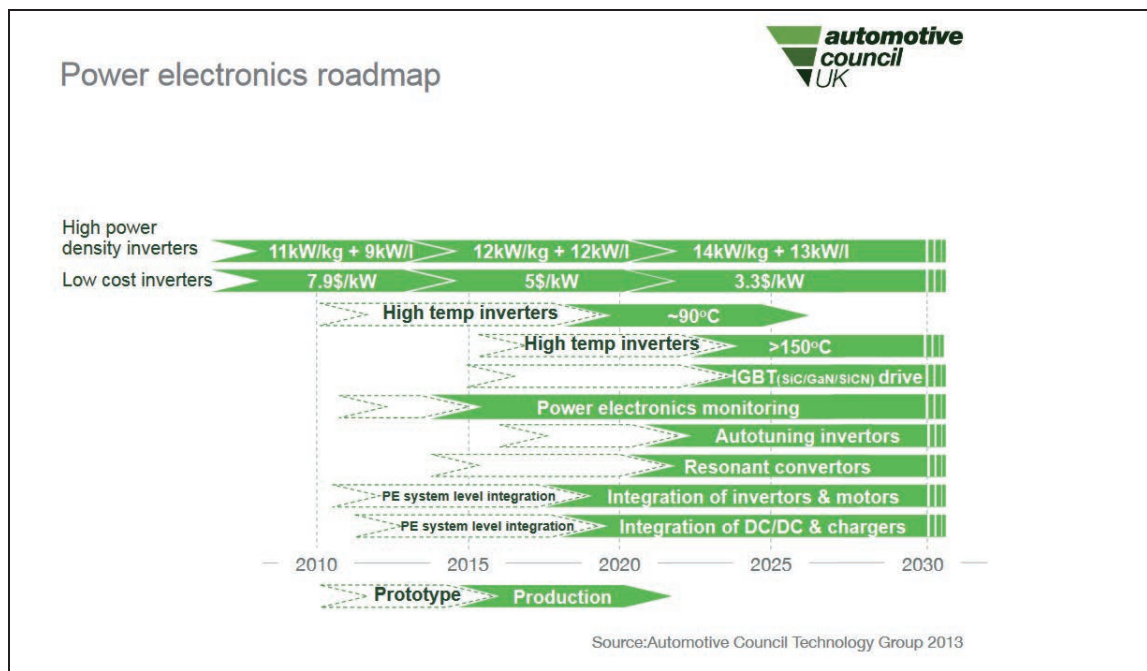 Power electronics roadmap
automotive
council
UK
High power
density inverters
11kW/kg + 9kW/l
12kW/kg + 12kW/l
14kW/kg + 13kW/l
Low cost inverters
7.9$/kW
5$/kW
3.3$/kW
High temp inverters
~90°C
High temp inverters
>150°C
IGBT(SiC/GaN/SiCN) drive
Power electronics monitoring
Autotuning invertors
Resonant convertors
PE system level integration
Integration of invertors & motors
PE system level integration
Integration of DC/DC & chargers
2010
2015
2020
2025
2030
Prototype
Production
Source:Automotive Council Technology Group 2013